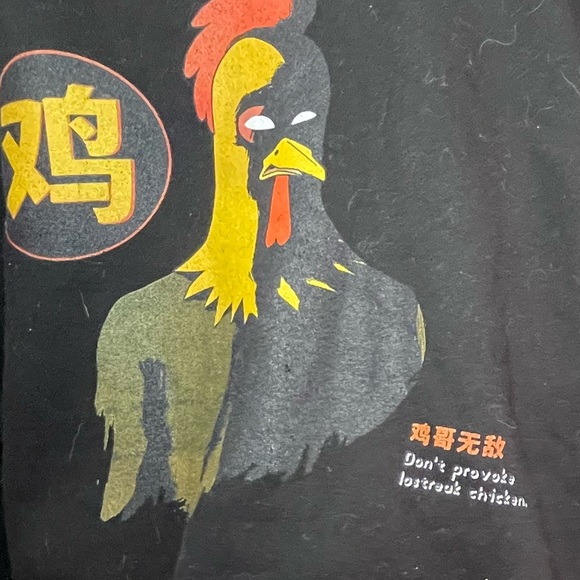 鸡
鸡哥无敌
Don't provoke
lostreak chicken.